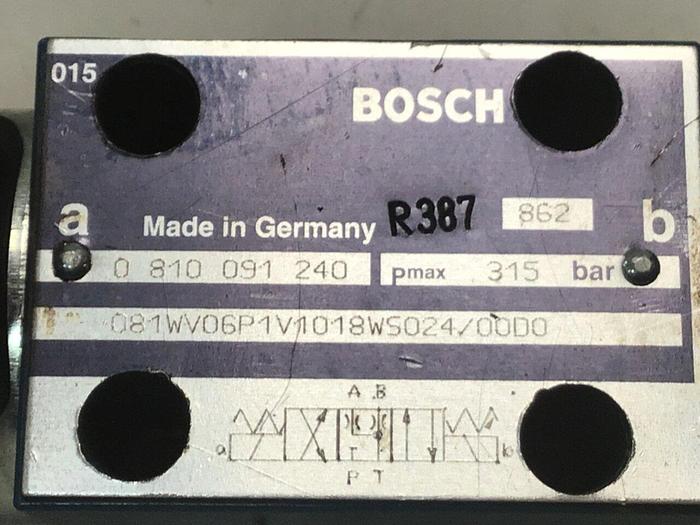 015
BOSCH
a Made in Germany R387 862 b
0 810 091 240 pmax 315 bar
081WV06P1V1018WS024/00D0
A B
a b
P T